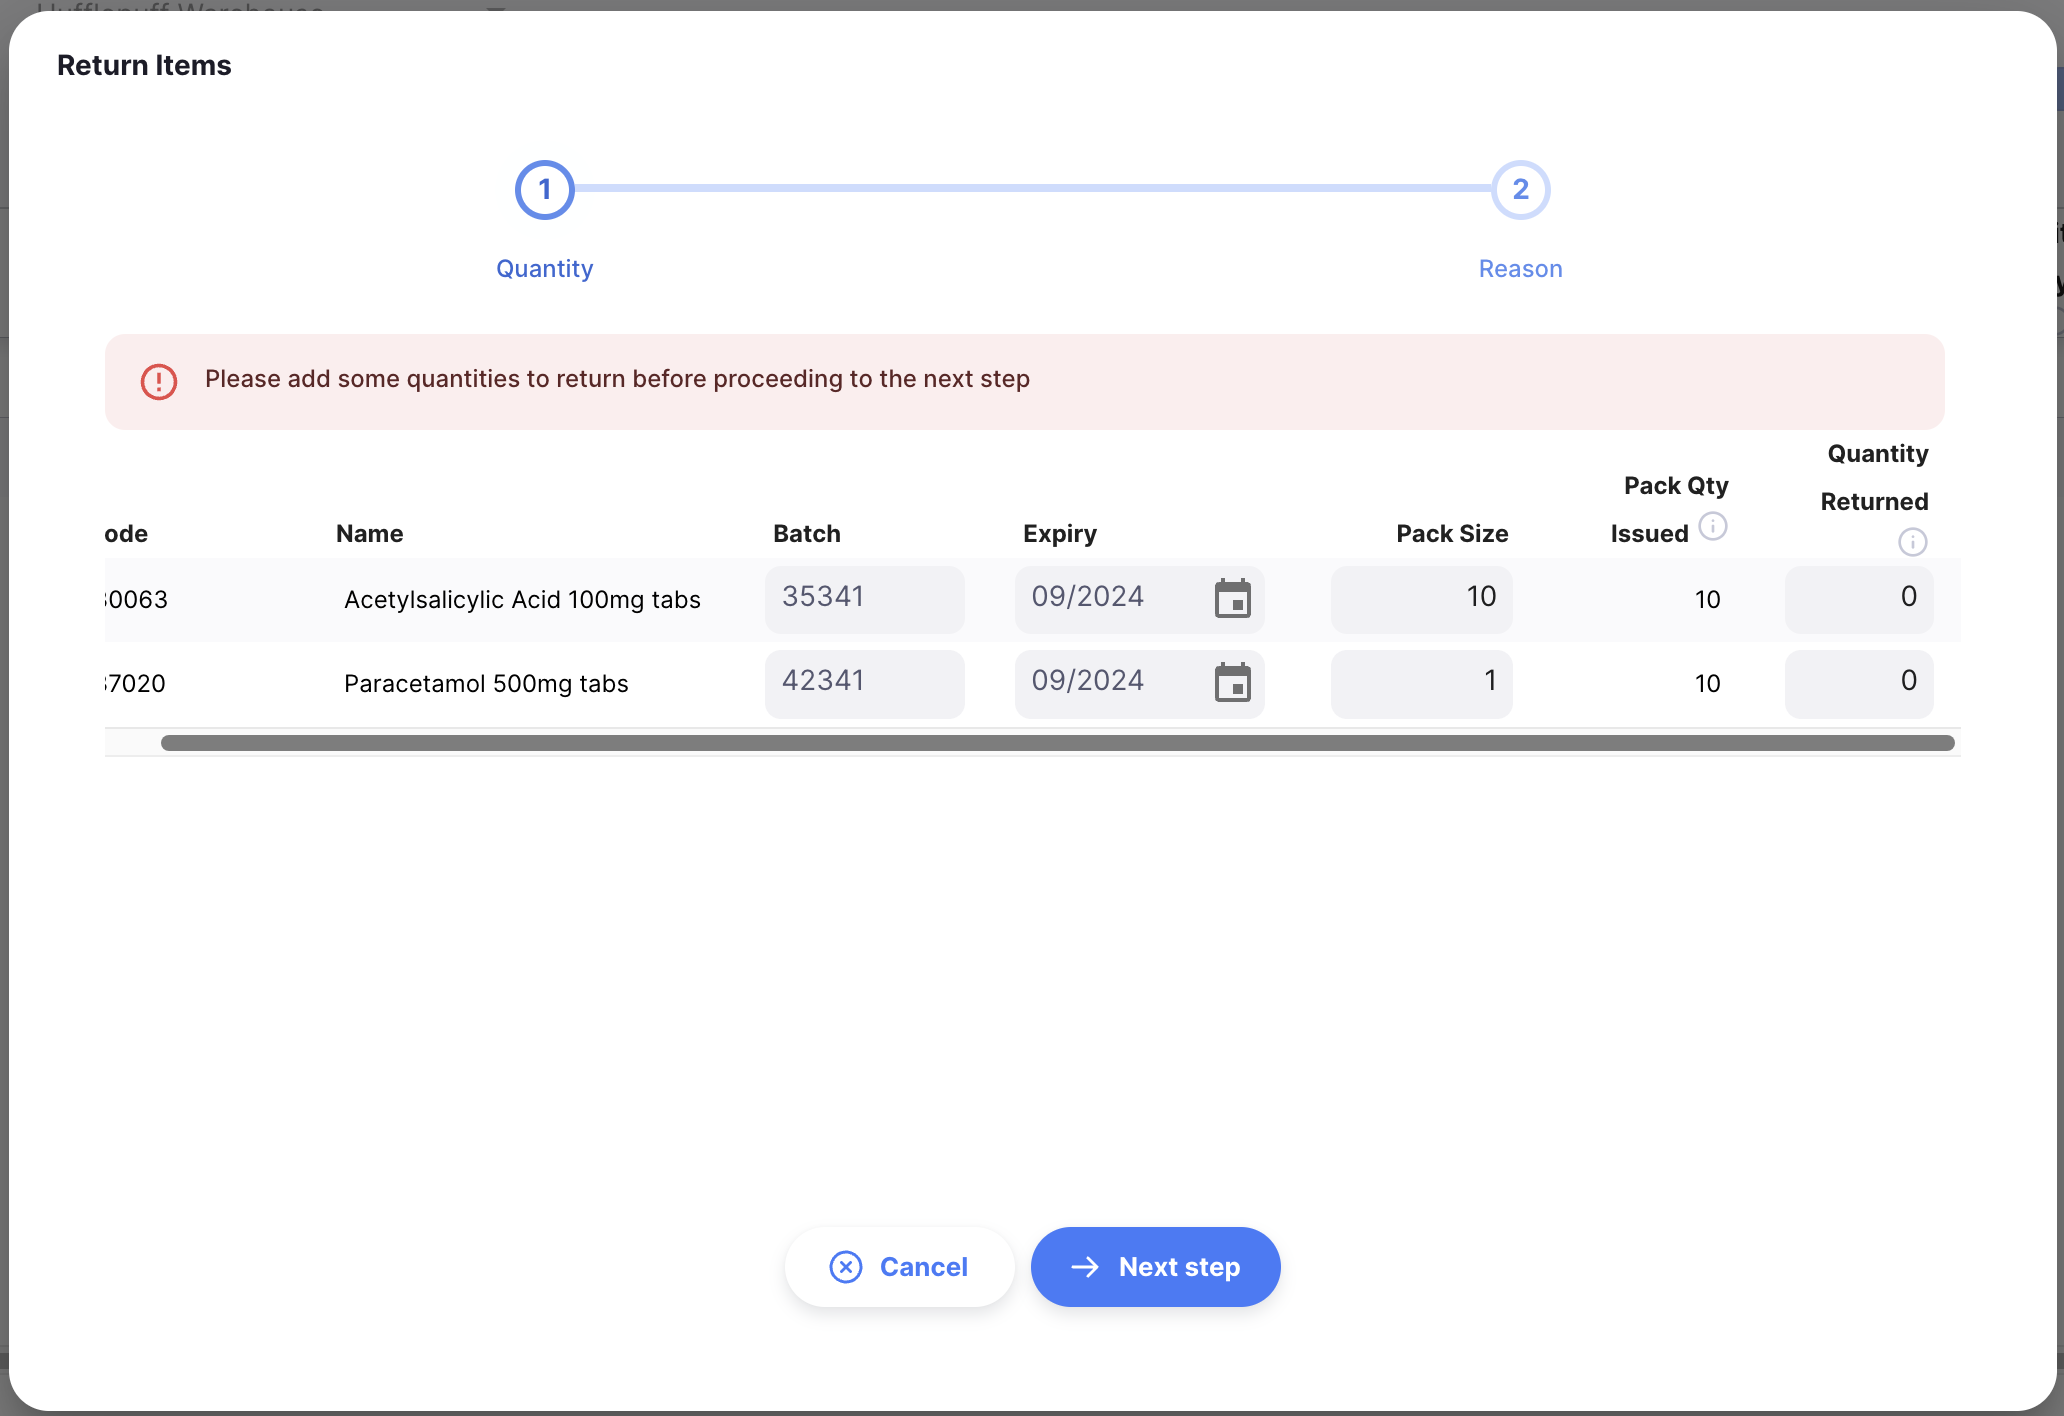 Return Items
1
2
Quantity
Reason
Please add some quantities to return before proceeding to the next step
ode Name Batch Expiry Pack Size Pack Qty Issued Quantity Returned
0063 Acetylsalicylic Acid 100mg tabs 35341 09/2024 10 10 0
7020 Paracetamol 500mg tabs 42341 09/2024 1 10 0
Cancel
Next step